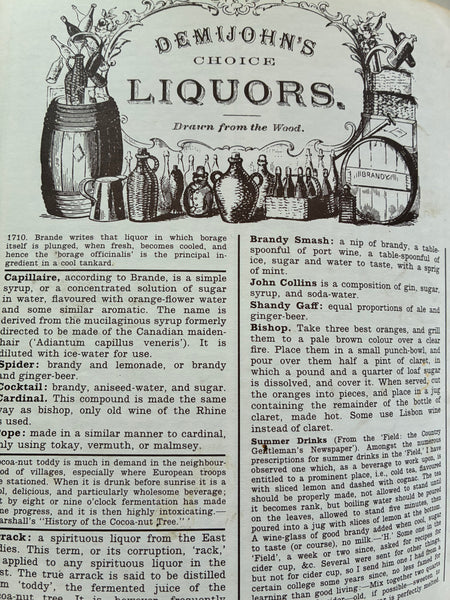 DEMIJOHN'S
CHOICE
LIQUORS.
Drawn from the Wood.
BRANDY
1710. Brande writes that liquor in which borage
itself is plunged, when fresh, becomes cooled, and
hence the 'borage officinalis' is the principal in-
gredient in a cool tankard.
Capillaire, according to Brande, is a simple
syrup, or a concentrated solution of sugar
in water, flavoured with orange-flower water
and some similar aromatic. The name is
derived from the mucilaginous syrup formerly
directed to be made of the Canadian maiden-
hair ('Adiantum capillus veneris'). It is
diluted with ice-water for use.
Spider: brandy and lemonade, or brandy
and ginger-beer.
Cocktail: brandy, aniseed-water, and sugar.
Cardinal. This compound is made the same
way as bishop, only old wine of the Rhine
is used.
Pope: made in a similar manner to cardinal,
only using tokay, vermuth, or malmsey.
Cocoa-nut toddy is much in demand in the neighbour-
hood of villages, especially where European troops
are stationed. When it is drunk before sunrise it is a
cool, delicious, and particularly wholesome beverage;
but by eight or nine o'clock fermentation has made
some progress, and it is then highly intoxicating.—
Marshall's "History of the Cocoa-nut Tree."
Arrack: a spirituous liquor from the East
Indies. This term, or its corruption, 'rack,'
is applied to any spirituous liquor in the
East. The true arrack is said to be distilled
from 'toddy', the fermented juice of the
cocoa-nut tree. It is however frequently
Brandy Smash: a nip of brandy, a table-
spoonful of port wine, a table-spoonful of
ice, sugar and water to taste, with a sprig
of mint.
John Collins is a composition of gin, sugar,
syrup, and soda-water.
Shandy Gaff: equal proportions of ale and
ginger-beer.
Bishop. Take three best oranges, and grill
them to a pale brown colour over a clear
fire. Place them in a small punch-bowl, and
pour over them half a pint of claret, in
which a pound and a quarter of loaf sugar
is dissolved, and cover it. When served, cut
the oranges into pieces, and place in a jug
containing the remainder of the bottle of
claret, made hot. Some use Lisbon wine
instead of claret.
Summer Drinks (From the 'Field: the Country
Gentleman's Newspaper'). Amongst the numerous
prescriptions for summer drinks in the 'Field,' I have
observed one which, as a beverage to work upon, is
entitled to a prominent place, i.e., cold tea, flavoured
with sliced lemon and dashed with cognac. The tea
should be properly made, not allowed to stand until
it becomes rank, but boiling water should be poured
on the leaves, allowed to stand five minutes, then
poured into a jug with slices of lemon at the bottom.
A wine-glass of good brandy added when cool,
to taste (or course), no milk.—'H.' Some one in the
'Field', a week or two since, asked for recipes for
cider cup, &c. Several were sent for other
but not for cider cup, so I send him one I had from a
certain college some years since, no less famed for
learning than good living:—Mix together two quarts